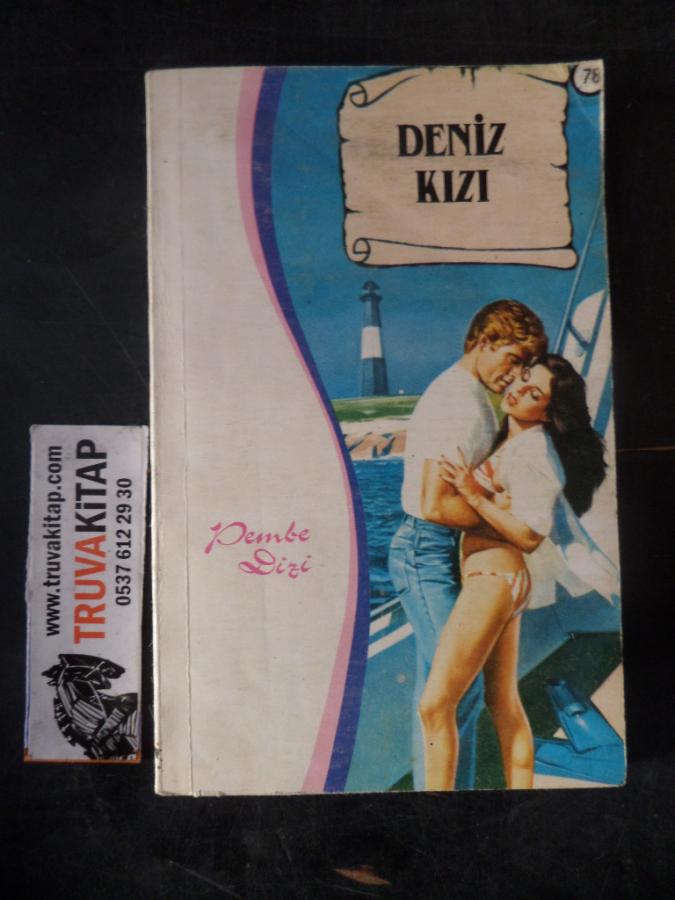 78
DENİZ
KIZI
Pembe
Dizi
www.truvakitap.com
TRUVAKİTAP
0537 612 29 30